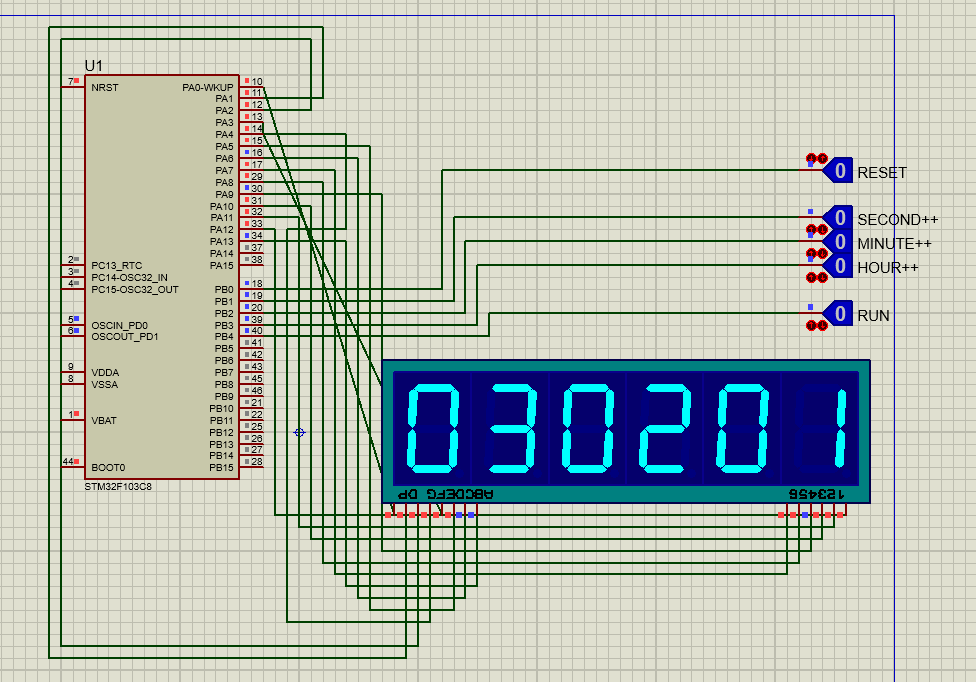 U1
7 NRST
PA0-WKUP 10
PA1 11
PA2 12
PA3 13
PA4 14
PA5 15
PA6 16
PA7 17
PA8 29
PA9 30
PA10 31
PA11 32
PA12 33
PA13 34
PA14 37
PA15 38
2 PC13_RTC
3 PC14-OSC32_IN
4 PC15-OSC32_OUT
PB0 18
PB1 19
PB2 20
5 OSCIN_PD0
PB3 39
6 OSCOUT_PD1
PB4 40
PB5 41
PB6 42
9 VDDA
PB7 43
8 VSSA
PB8 45
PB9 46
PB10 21
1 VBAT
PB11 22
PB12 25
PB13 26
PB14 27
44 BOOT0
PB15 28
STM32F103C8
0 RESET
0 SECOND++
0 MINUTE++
0 HOUR++
0 RUN
030201
ABCDEFG DP
123456